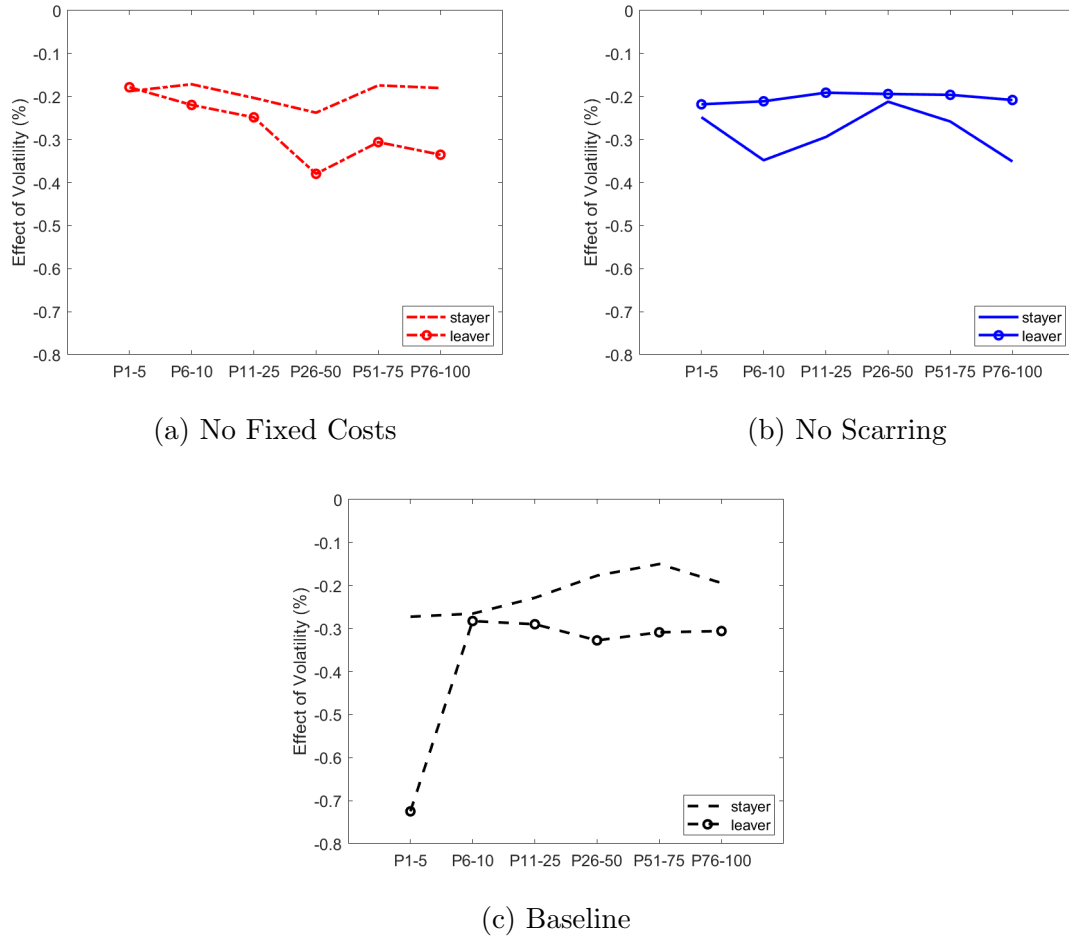 0
-0.1
-0.2
-0.3
-0.4
-0.5
-0.6
-0.7
-0.8
Effect of Volatility (%)
P1-5 P6-10 P11-25 P26-50 P51-75 P76-100
stayer
leaver
(a) No Fixed Costs
0
-0.1
-0.2
-0.3
-0.4
-0.5
-0.6
-0.7
-0.8
Effect of Volatility (%)
P1-5 P6-10 P11-25 P26-50 P51-75 P76-100
stayer
leaver
(b) No Scarring
0
-0.1
-0.2
-0.3
-0.4
-0.5
-0.6
-0.7
-0.8
Effect of Volatility (%)
P1-5 P6-10 P11-25 P26-50 P51-75 P76-100
stayer
leaver
(c) Baseline